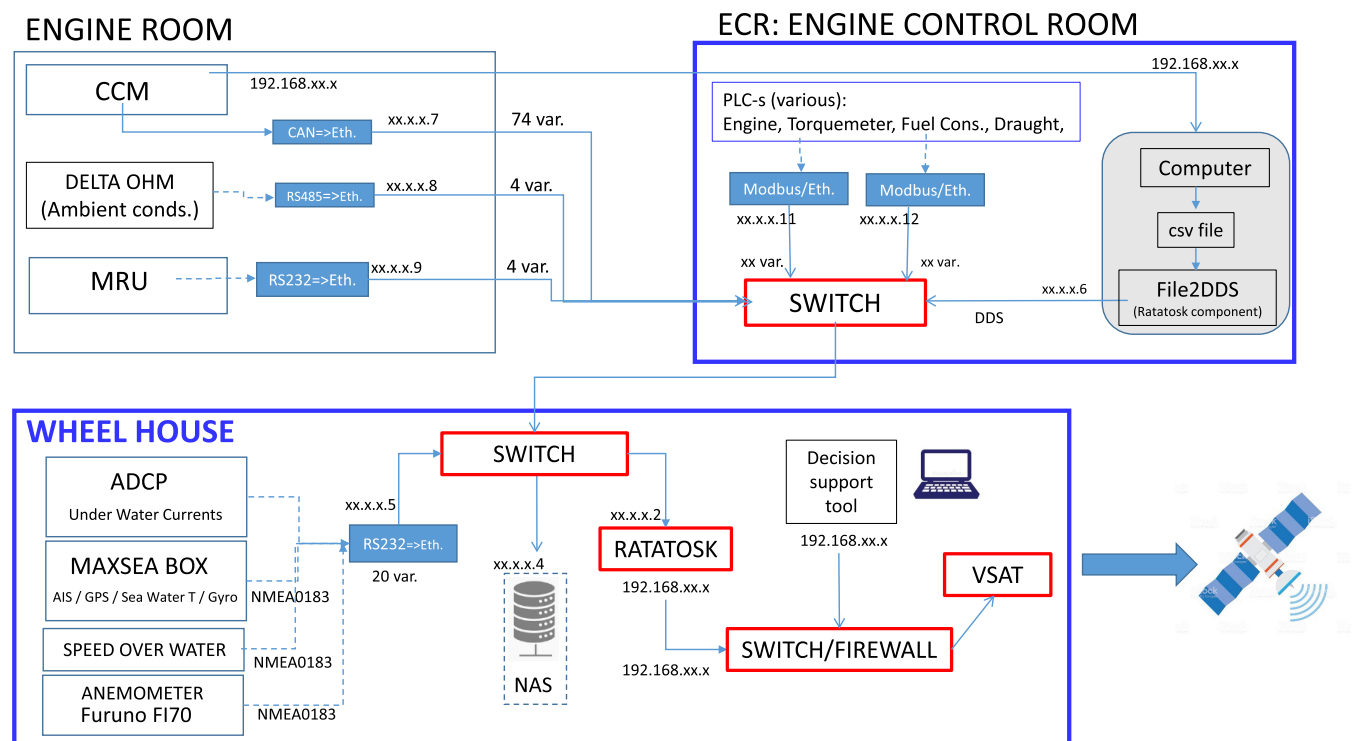 ENGINE ROOM
CCM
192.168.xx.x
CAN=>Eth.
xx.x.x.7
74 var.
DELTA OHM
(Ambient conds.)
RS485=>Eth.
xx.x.x.8
4 var.
MRU
RS232=>Eth.
xx.x.x.9
4 var.
ECR: ENGINE CONTROL ROOM
192.168.xx.x
PLC-s (various):
Engine, Torquemeter, Fuel Cons., Draught,
Modbus/Eth.
Modbus/Eth.
xx.x.x.11
xx.x.x.12
xx var.
xx var.
SWITCH
Computer
csv file
File2DDS
(Ratatosk component)
xx.x.x.6
DDS
WHEEL HOUSE
ADCP
Under Water Currents
MAXSEA BOX
AIS / GPS / Sea Water T / Gyro
NMEA0183
SPEED OVER WATER
NMEA0183
ANEMOMETER
Furuno FI70
NMEA0183
xx.x.x.5
RS232=>Eth.
20 var.
SWITCH
xx.x.x.4
NAS
xx.x.x.2
RATATOSK
192.168.xx.x
192.168.xx.x
Decision
support
tool
192.168.xx.x
SWITCH/FIREWALL
VSAT